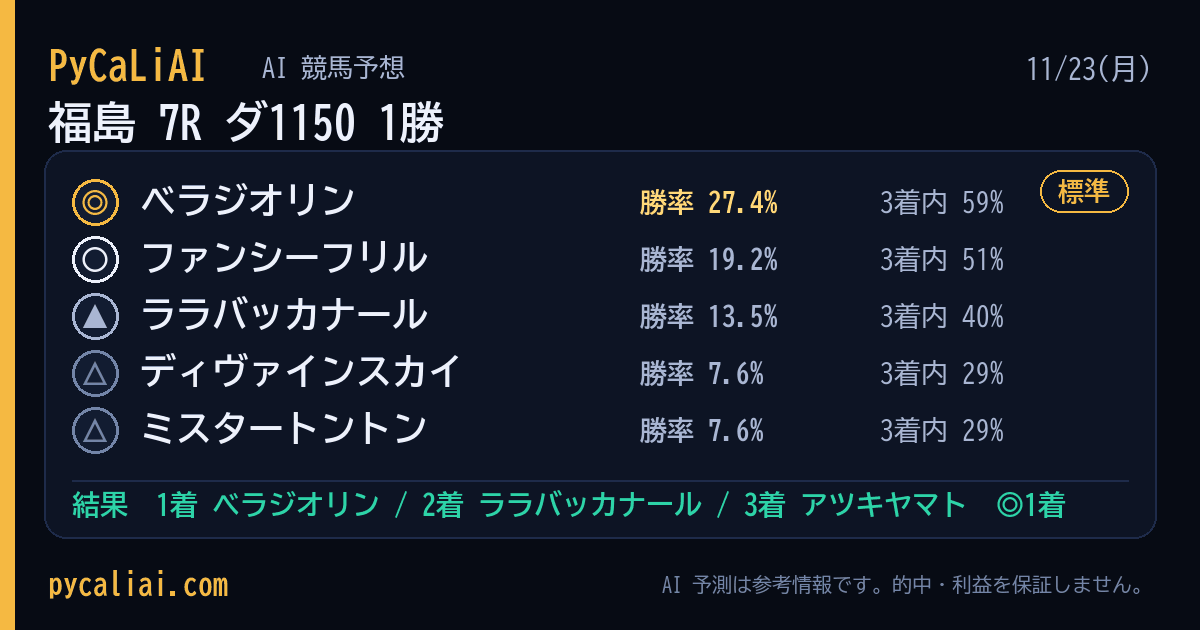 PyCaLiAI AI 競馬予想 11/23(月)
福島 7R ダ1150 1勝
◎ ベラジオリン 勝率 27.4% 3着内 59% 標準
○ ファンシーフリル 勝率 19.2% 3着内 51%
▲ ララバッカナール 勝率 13.5% 3着内 40%
△ ディヴァインスカイ 勝率 7.6% 3着内 29%
△ ミスタートントン 勝率 7.6% 3着内 29%
結果 1着 ベラジオリン / 2着 ララバッカナール / 3着 アツキヤマト ◎1着
pycaliai.com AI 予測は参考情報です。的中・利益を保証しません。